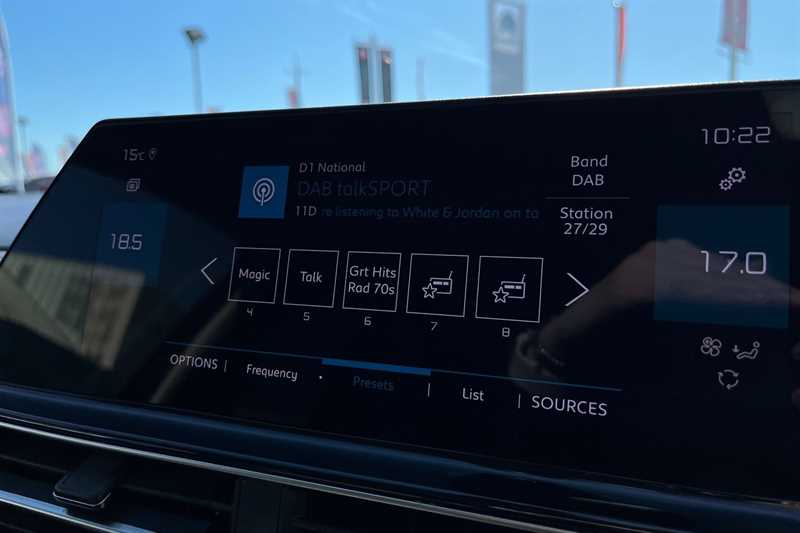 15°C
10:22
D1 National
DAB talkSPORT
11D re listening to White & Jordan on ta
Band
DAB
Station
27/29
18.5
17.0
Magic
Talk
Grt Hits
Rad 70s
4
5
6
7
8
OPTIONS
Frequency
Presets
List
SOURCES